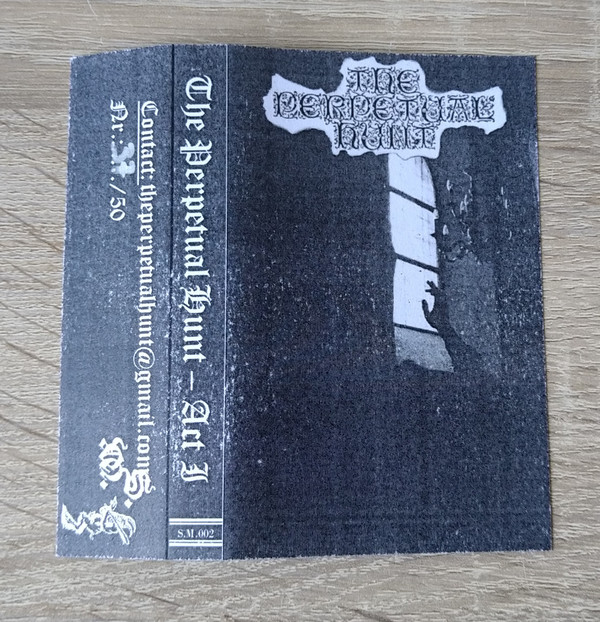 THE
PERPETUAL
HUNT
The Perpetual Hunt – Act I
S.M.002
Contact: theperpetualhunt@gmail.com
Nr.: ./50
S.
M.